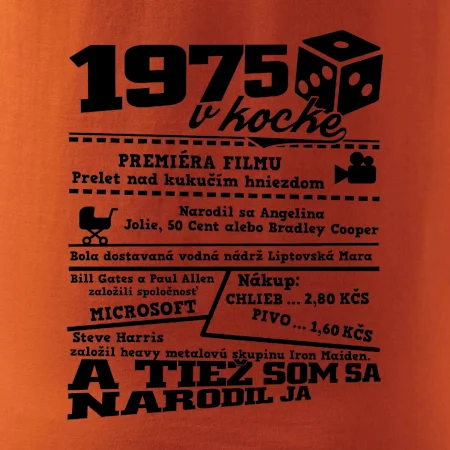 1975
v kocke
PREMIÉRA FILMU
Prelet nad kukučím hniezdom
Narodil sa Angelina
Jolie, 50 Cent alebo Bradley Cooper
Bola dostavaná vodná nádrž Liptovská Mara
Bill Gates a Paul Allen
založili spoločnosť
MICROSOFT
Nákup:
CHLIEB ... 2,80 KČS
PIVO ... 1,60 KČS
Steve Harris
založil heavy metalovú skupinu Iron Maiden.
A TIEŽ SOM SA
NARODIL JA